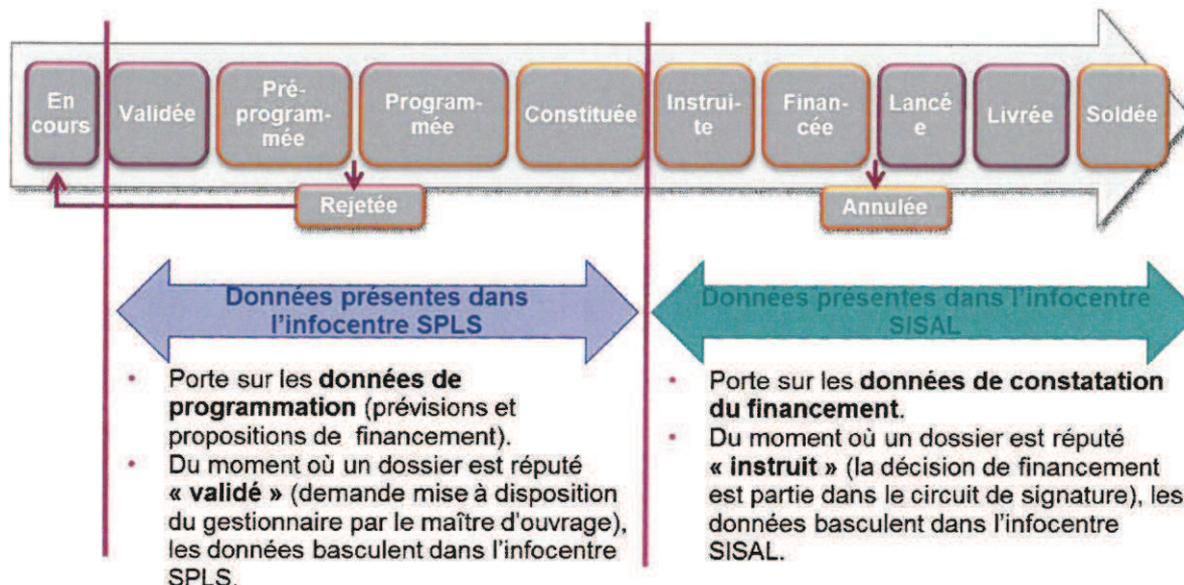 En
cours
Validée
Pré-
program-
mée
Program-
mée
Constituée
Instrui-
te
Finan-
cée
Lancé
e
Livrée
Soldée
Rejetée
Annulée
Données présentes dans
l'infocentre SPLS
Données présentes dans l'infocentre
SISAL
• Porte sur les données de
programmation (prévisions et
propositions de financement).
• Du moment où un dossier est réputé
« validé » (demande mise à disposition
du gestionnaire par le maître d'ouvrage),
les données basculent dans l'infocentre
SPLS.
• Porte sur les données de constatation
du financement.
• Du moment où un dossier est réputé
« instruit » (la décision de financement
est partie dans le circuit de signature), les
données basculent dans l'infocentre
SISAL.